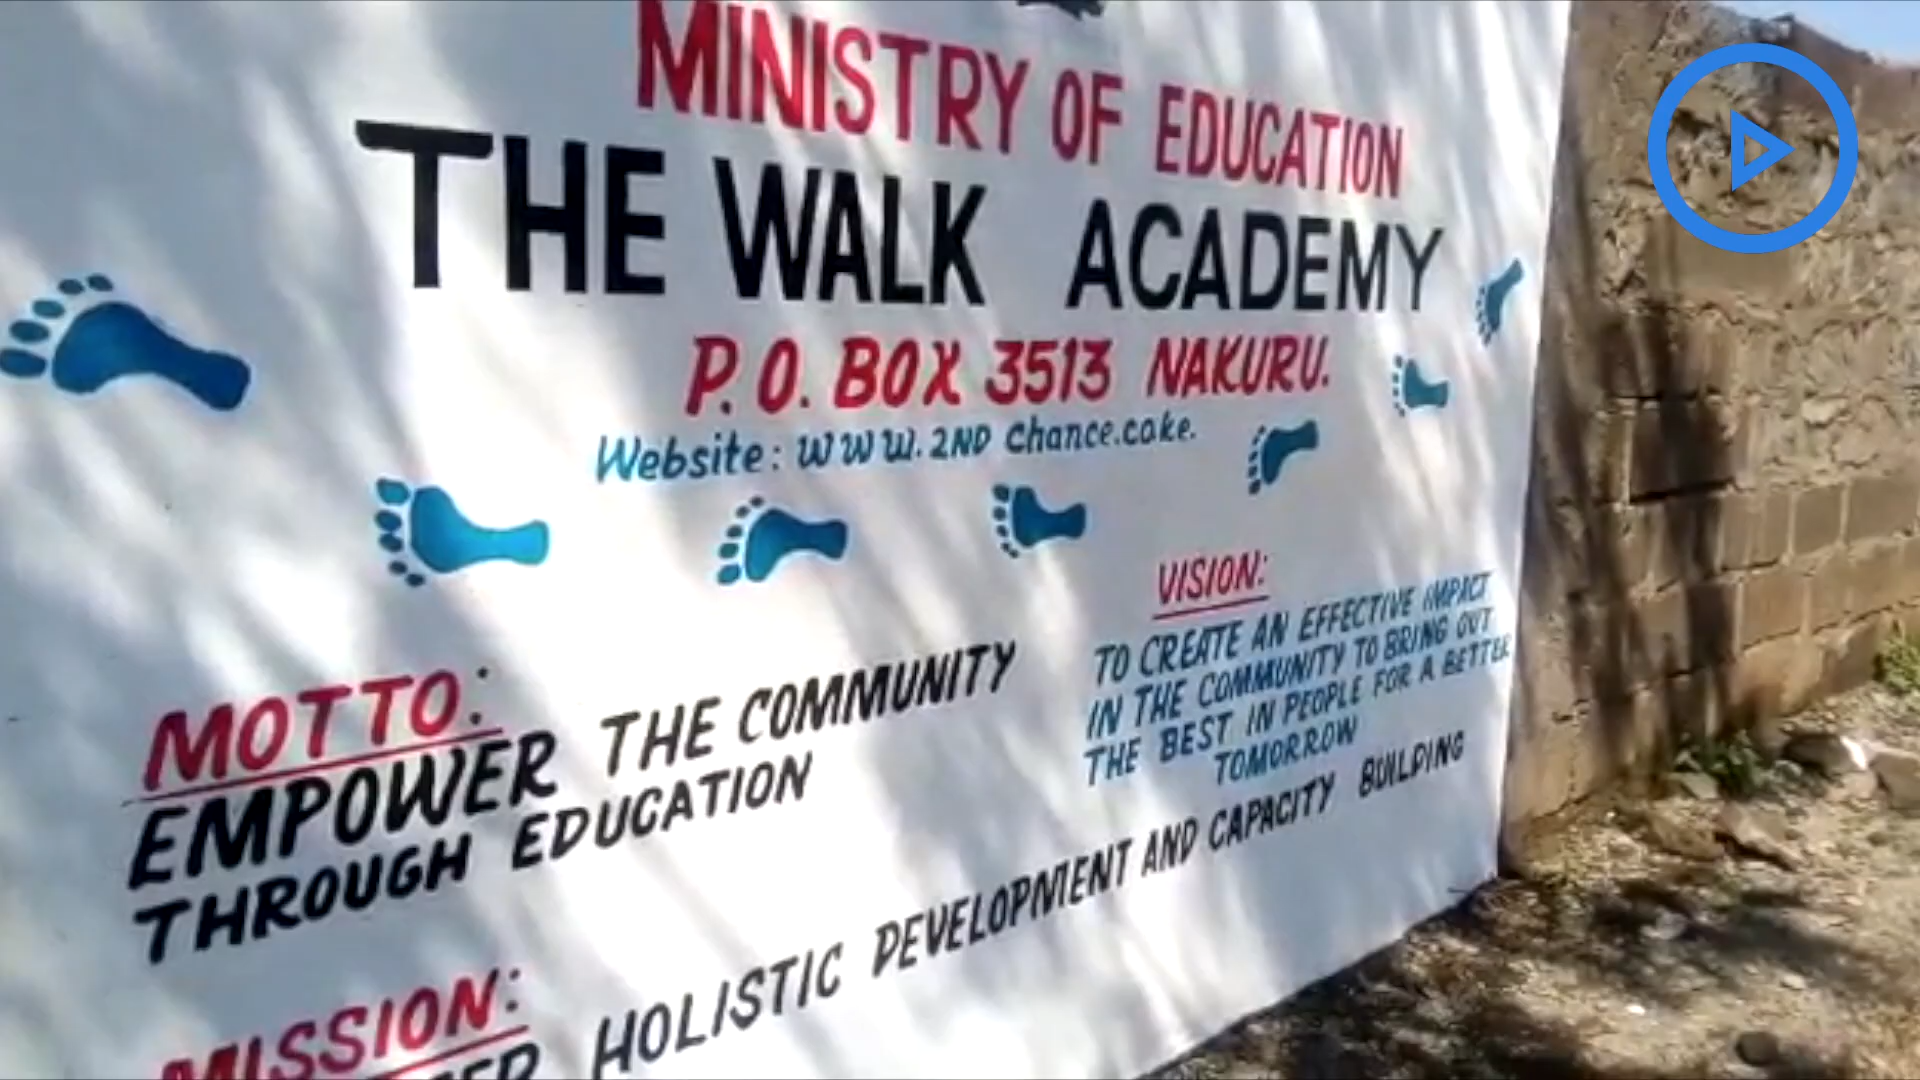 MINISTRY OF EDUCATION
THE WALK ACADEMY
P.O. BOX 3513 NAKURU.
Website: WWW.2ND Chance.coke.
VISION:
TO CREATE AN EFFECTIVE IMPACT
IN THE COMMUNITY TO BRING OUT
THE BEST IN PEOPLE FOR A BETTER
TOMORROW
MOTTO:
EMPOWER THE COMMUNITY
THROUGH EDUCATION
MISSION:
HOLISTIC DEVELOPMENT AND CAPACITY BUILDING